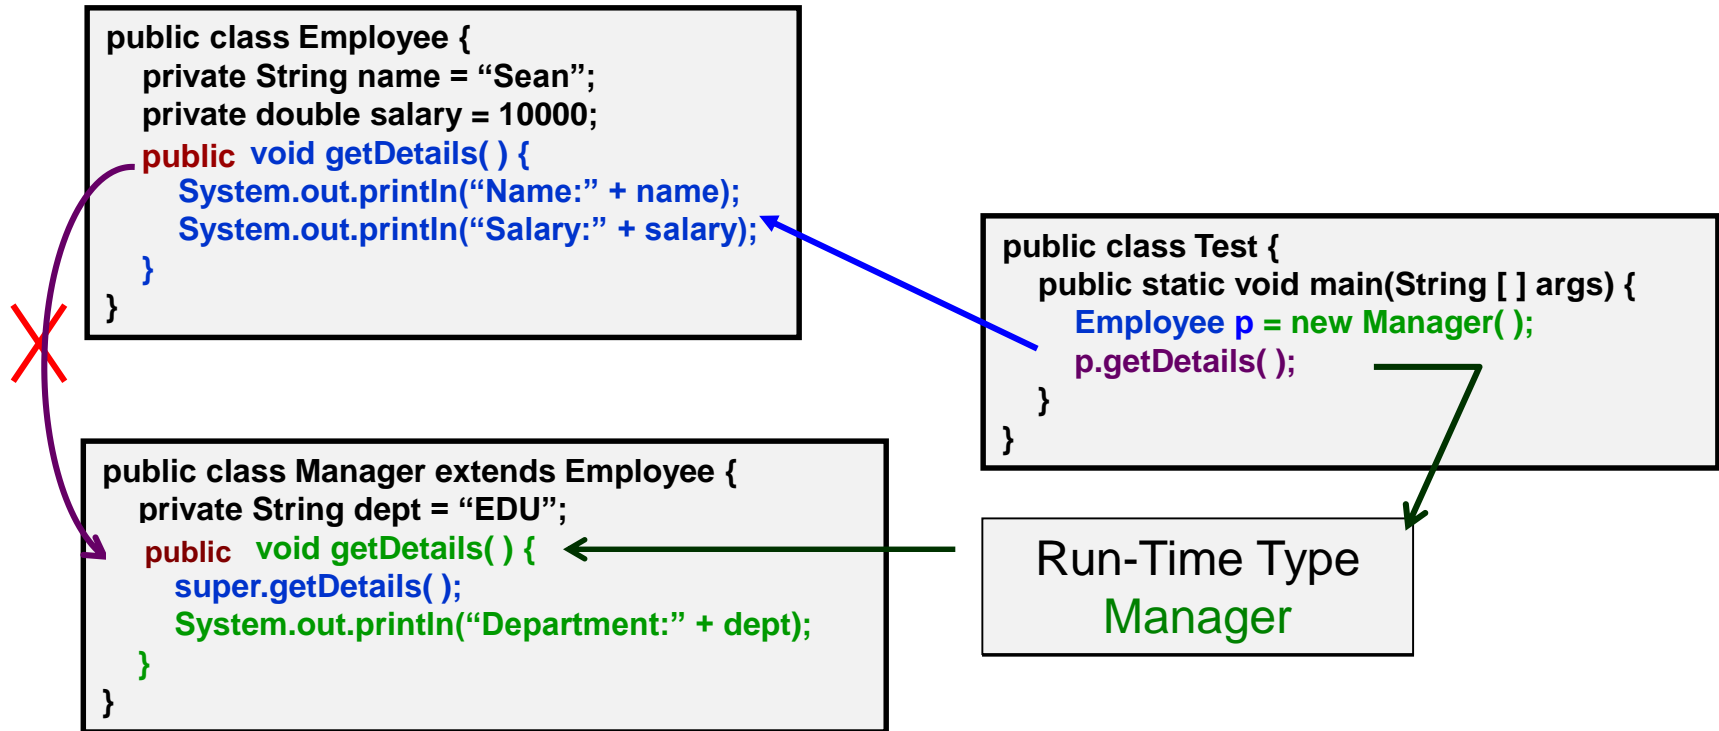 public class Employee {
private String name = “Sean”;
private double salary = 10000;
public void getDetails( ) {
System.out.println(“Name:” + name);
System.out.println(“Salary:” + salary);
}
}
public class Test {
public static void main(String [ ] args) {
Employee p = new Manager( );
p.getDetails( );
}
}
public class Manager extends Employee {
private String dept = “EDU”;
public void getDetails( ) {
super.getDetails( );
System.out.println(“Department:” + dept);
}
}
Run-Time Type
Manager